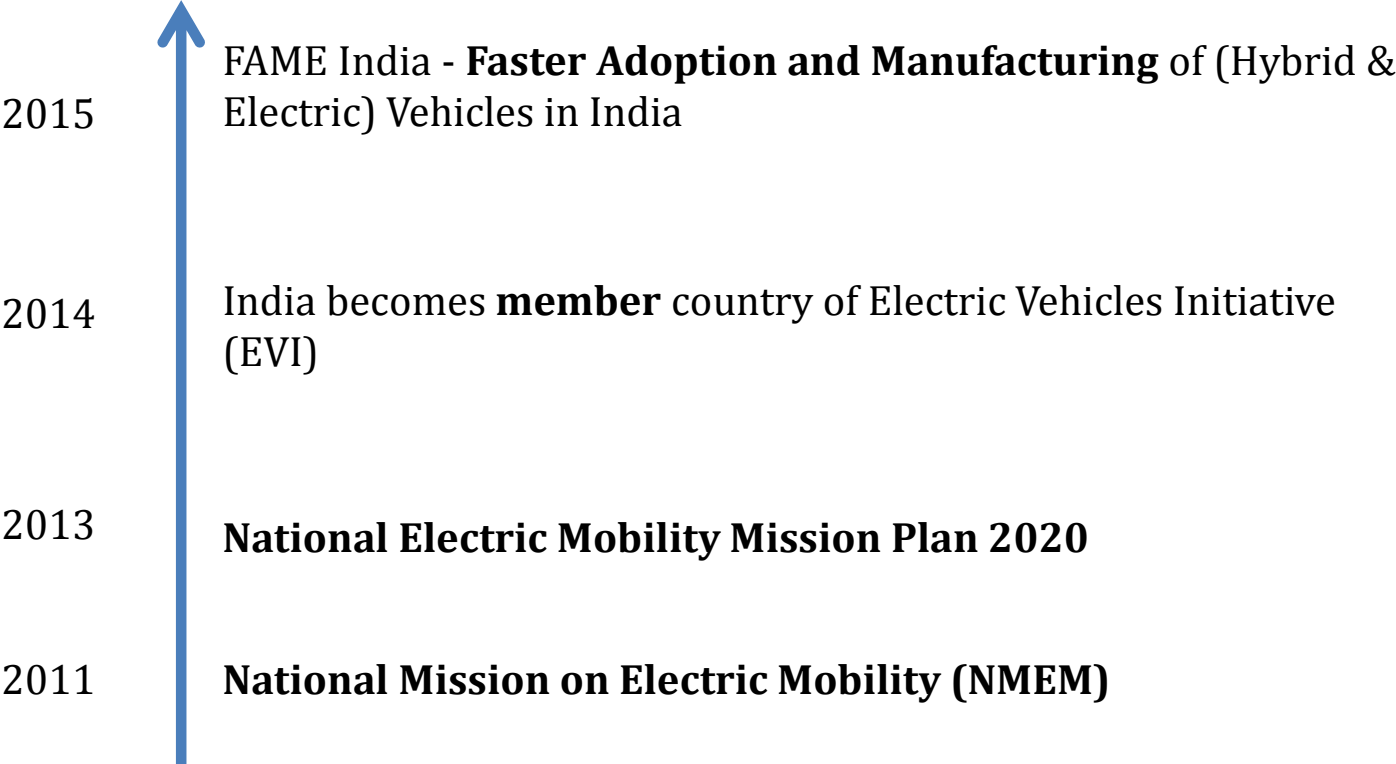 FAME India - Faster Adoption and Manufacturing of (Hybrid &
2015
Electric) Vehicles in India
2014
India becomes member country of Electric Vehicles Initiative
(EVI)
2013
National Electric Mobility Mission Plan 2020
2011
National Mission on Electric Mobility (NMEM)